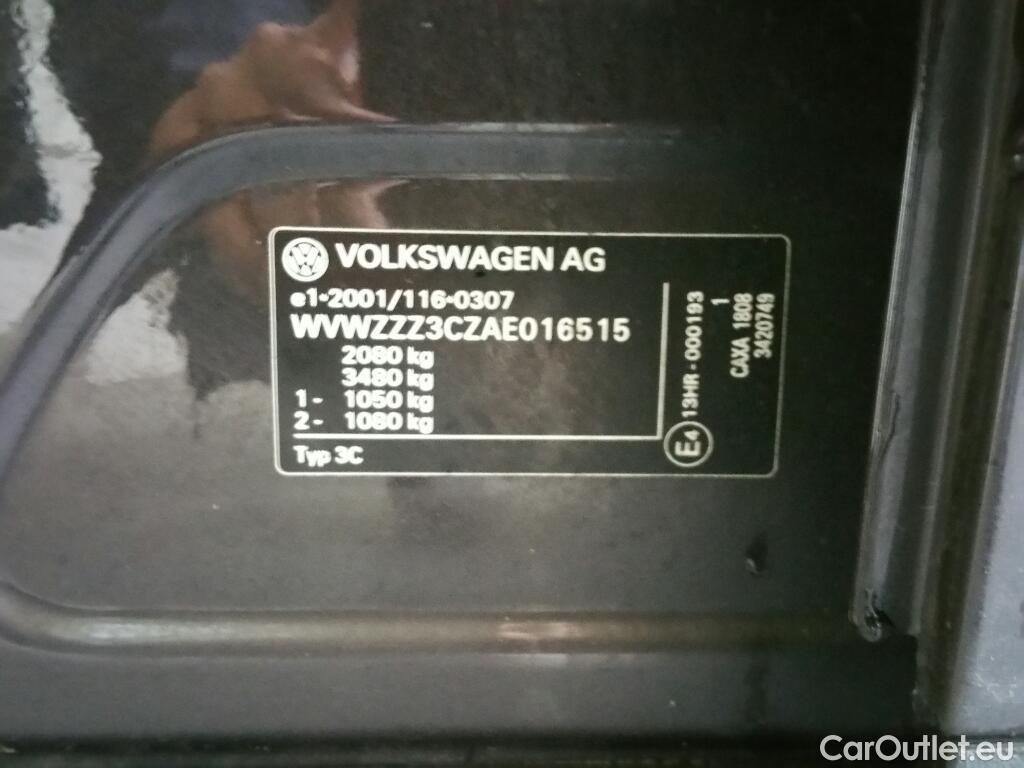 VOLKSWAGEN AG
e1*2001/116*0307
WVWZZZ3CZAE016515
2080 kg
3480 kg
1- 1050 kg
2- 1080 kg
Typ 3C
E4 13HR-000193
1
CAXA 1808
3420749
CarOutlet.eu